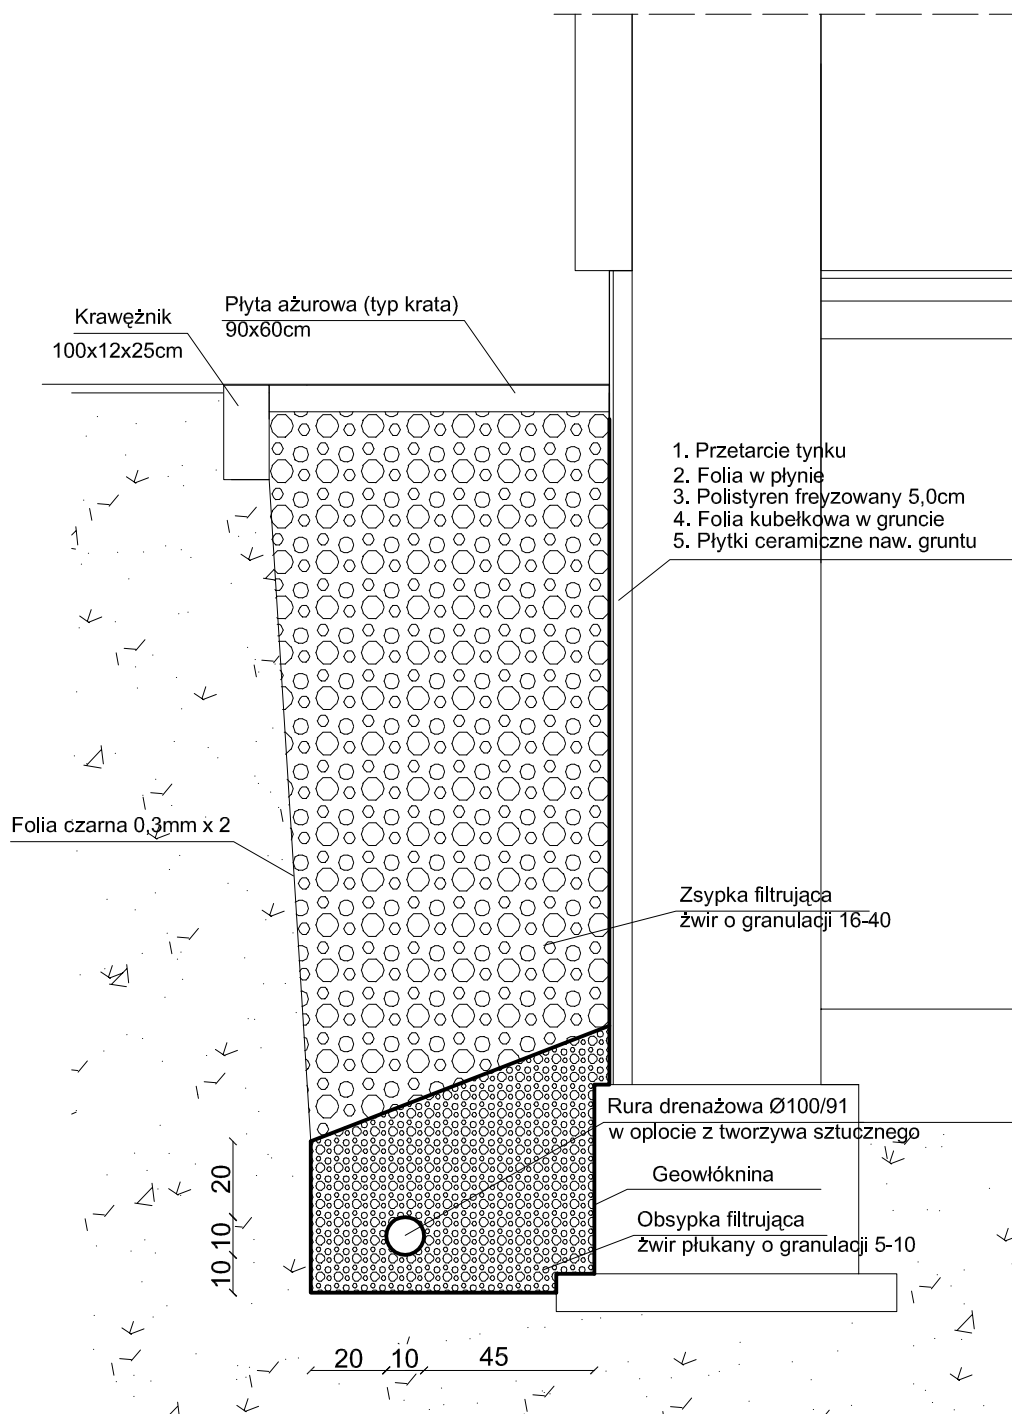 Płyta ażurowa (typ krata)
90x60cm
Krawężnik
100x12x25cm
1. Przetarcie tynku
2. Folia w płynie
3. Polistyren freyzowany 5,0cm
4. Folia kubełkowa w gruncie
5. Płytki ceramiczne naw. gruntu
Folia czarna 0,3mm x 2
Zsypka filtrująca
żwir o granulacji 16-40
Rura drenażowa Ø100/91
w oplocie z tworzywa sztucznego
Geowłóknina
Obsypka filtrująca
żwir płukany o granulacji 5-10
20
10
10
20
10
45